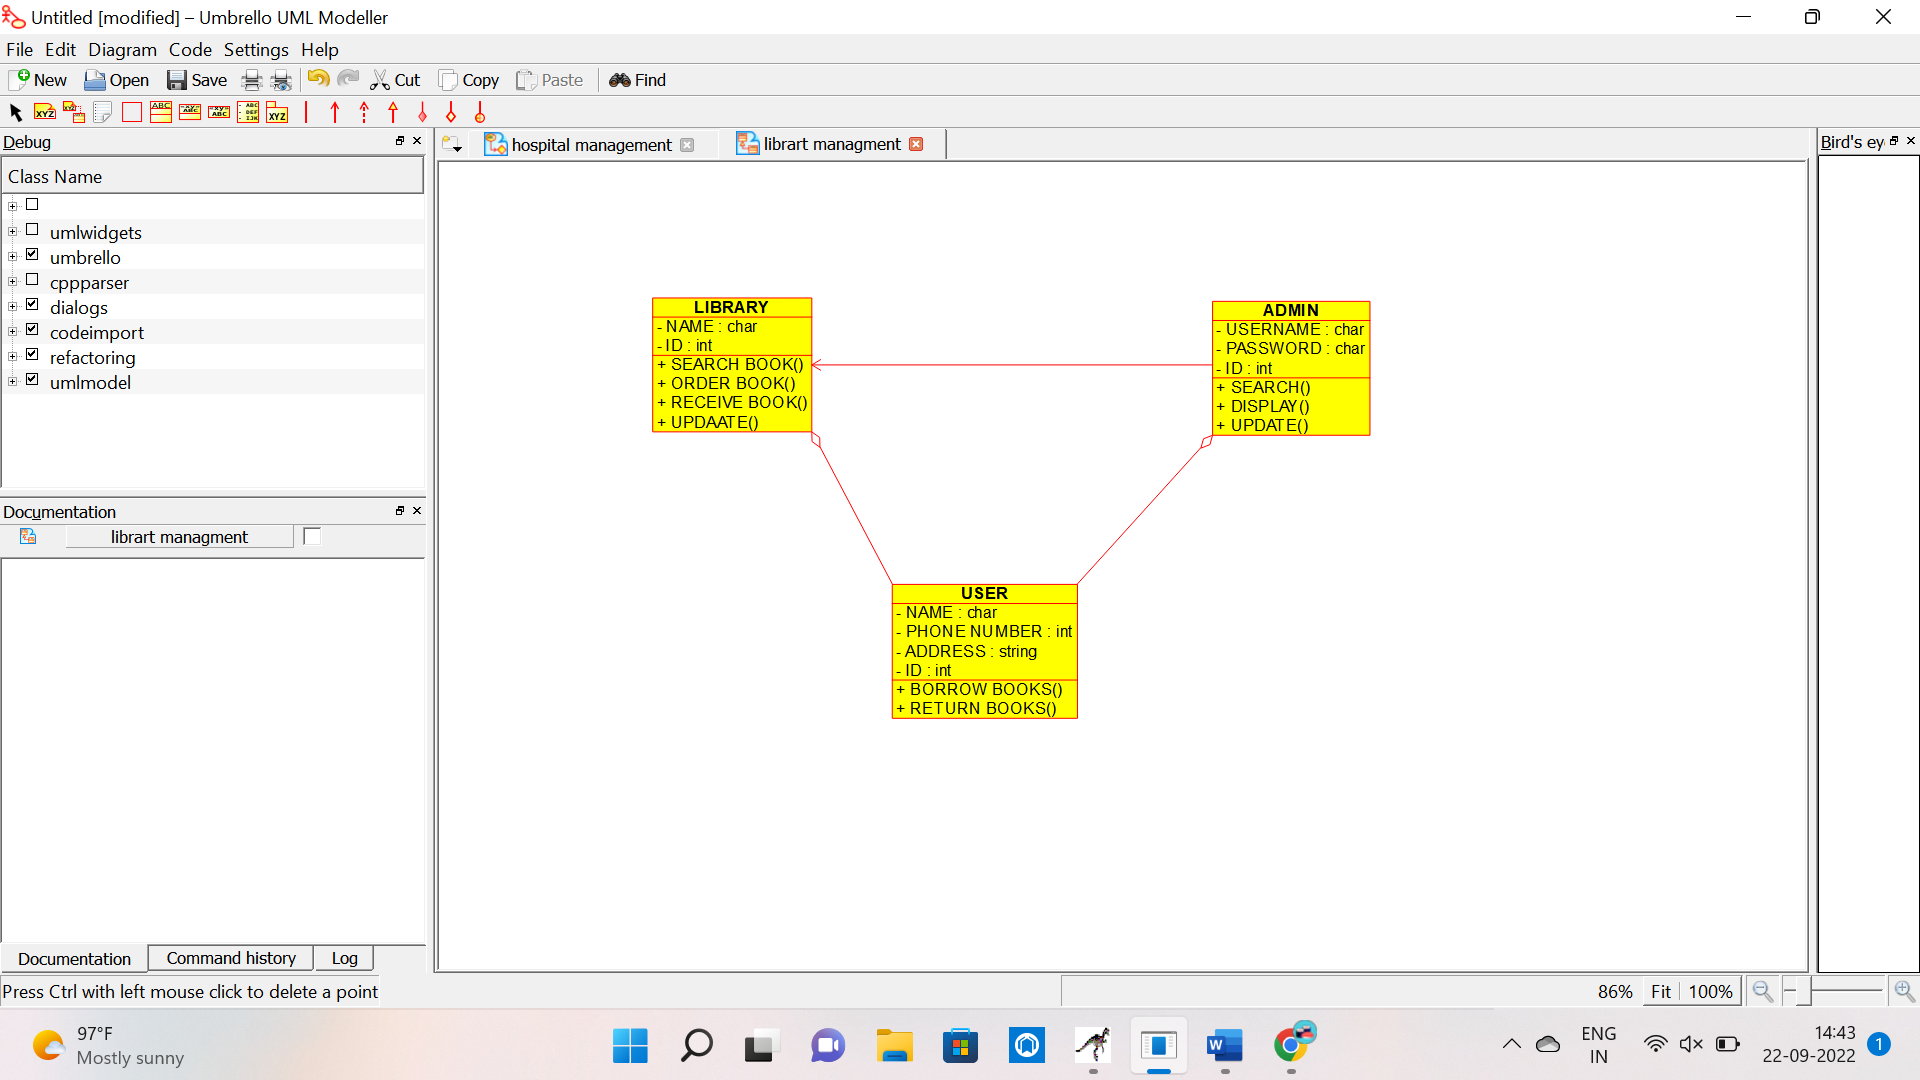 Untitled [modified] – Umbrello UML Modeller
File Edit Diagram Code Settings Help
New Open Save Cut Copy Paste Find
Debug
Class Name
umlwidgets
umbrello
cppparser
dialogs
codeimport
refactoring
umlmodel
Documentation
librart managment
Documentation Command history Log
Press Ctrl with left mouse click to delete a point
hospital management librart managment
LIBRARY
- NAME : char
- ID : int
+ SEARCH BOOK()
+ ORDER BOOK()
+ RECEIVE BOOK()
+ UPDAATE()
ADMIN
- USERNAME : char
- PASSWORD : char
- ID : int
+ SEARCH()
+ DISPLAY()
+ UPDATE()
USER
- NAME : char
- PHONE NUMBER : int
- ADDRESS : string
- ID : int
+ BORROW BOOKS()
+ RETURN BOOKS()
Bird's ey
86% Fit 100%
97°F
Mostly sunny
ENG
IN
14:43
22-09-2022
1